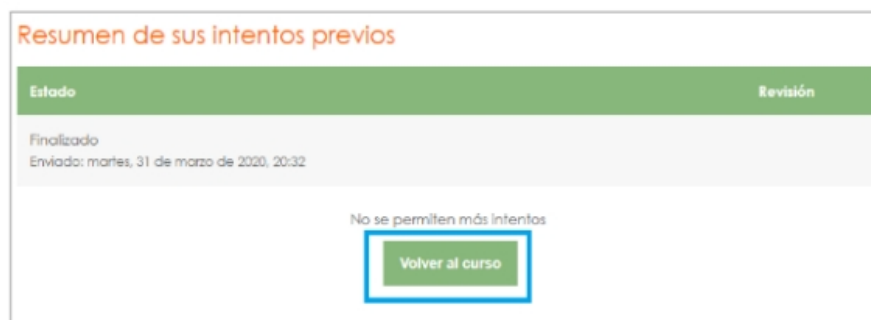 Resumen de sus intentos previos
Estado Revisión
Finalizado
Enviado: martes, 31 de marzo de 2020, 20:32
No se permiten más intentos
Volver al curso